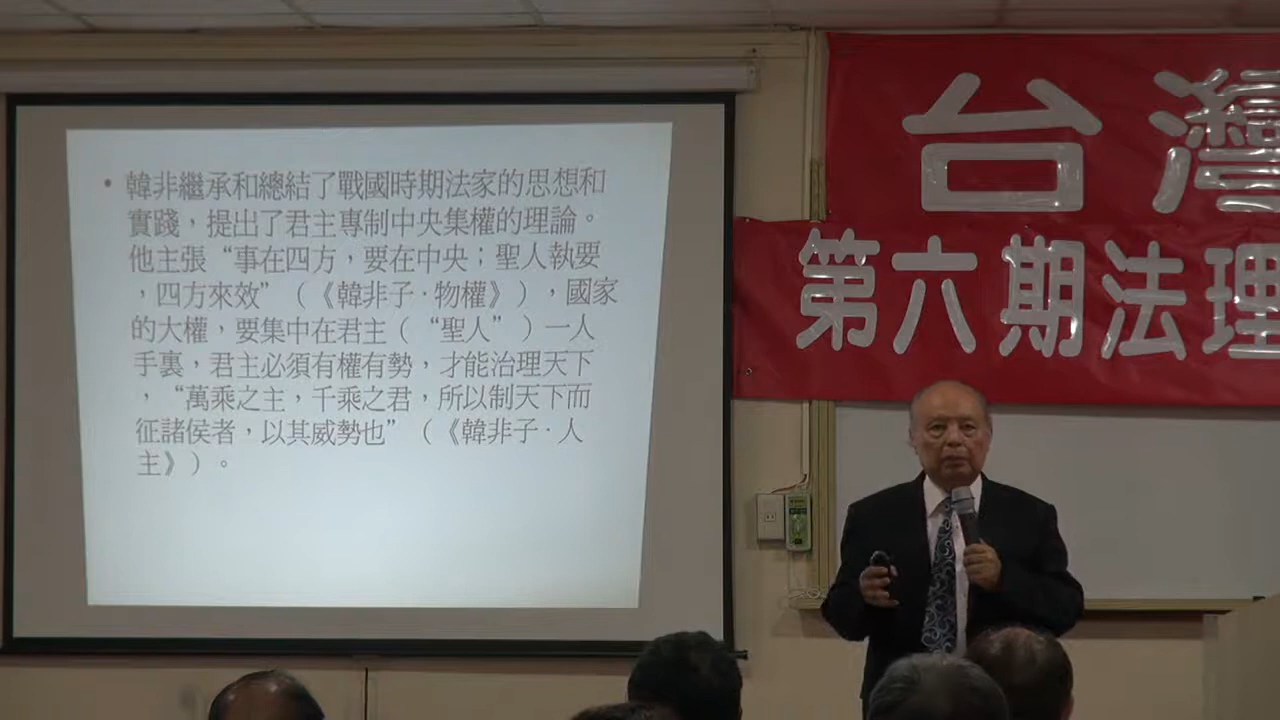 • 韓非繼承和總結了戰國時期法家的思想和
實踐，提出了君主專制中央集權的理論。
他主張“事在四方，要在中央；聖人執要
，四方來效”（《韓非子·物權》），國家
的大權，要集中在君主（“聖人”）一人
手裏，君主必須有權有勢，才能治理天下
，“萬乘之主，千乘之君，所以制天下而
征諸侯者，以其威勢也”（《韓非子·人
主》）。
台灣
第六期法理